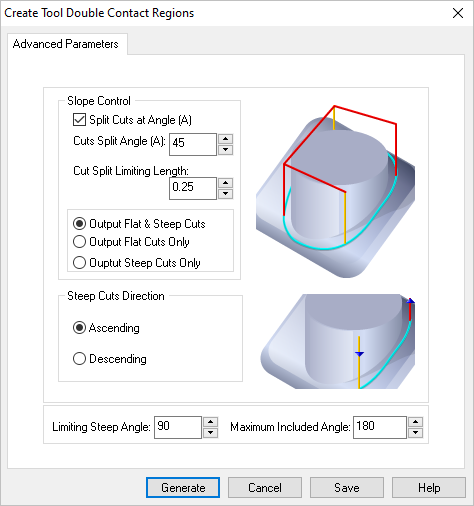 Create Tool Double Contact Regions
Advanced Parameters
Slope Control
Split Cuts at Angle (A)
Cuts Split Angle (A): 45
Cut Split Limiting Length:
0.25
Output Flat & Steep Cuts
Output Flat Cuts Only
Ouptut Steep Cuts Only
Steep Cuts Direction
Ascending
Descending
Limiting Steep Angle: 90 Maximum Included Angle: 180
Generate Cancel Save Help